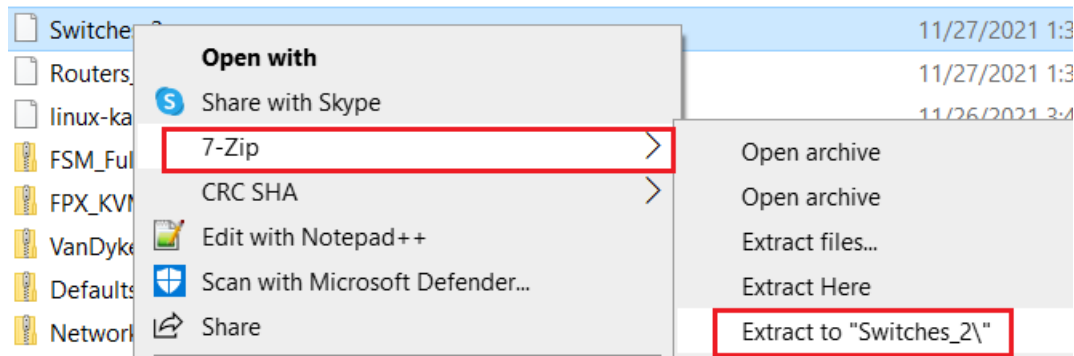 Switche
11/27/2021 1:3
Open with
Routers_
11/27/2021 1:3
Share with Skype
linux-ka
11/26/2021 3:4
7-Zip
Open archive
FSM_Ful
CRC SHA
Open archive
FPX_KV
Edit with Notepad++
Extract files...
VanDyke
Scan with Microsoft Defender...
Extract Here
Defaults
Share
Extract to "Switches_2\"
Network